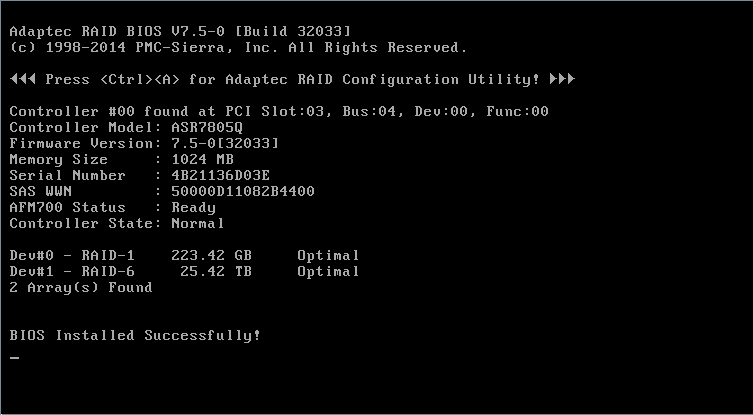 Adaptec RAID BIOS V7.5-0 [Build 32033]
(c) 1998-2014 PMC-Sierra, Inc. All Rights Reserved.
◄◄◄ Press <Ctrl><A> for Adaptec RAID Configuration Utility! ►►►
Controller #00 found at PCI Slot:03, Bus:04, Dev:00, Func:00
Controller Model: ASR7805Q
Firmware Version: 7.5-0[32033]
Memory Size     : 1024 MB
Serial Number   : 4B21136D03E
SAS WWN         : 50000D11082B4400
AFM700 Status   : Ready
Controller State: Normal
Dev#0 - RAID-1    223.42 GB     Optimal
Dev#1 - RAID-6     25.42 TB     Optimal
2 Array(s) Found
BIOS Installed Successfully!
_